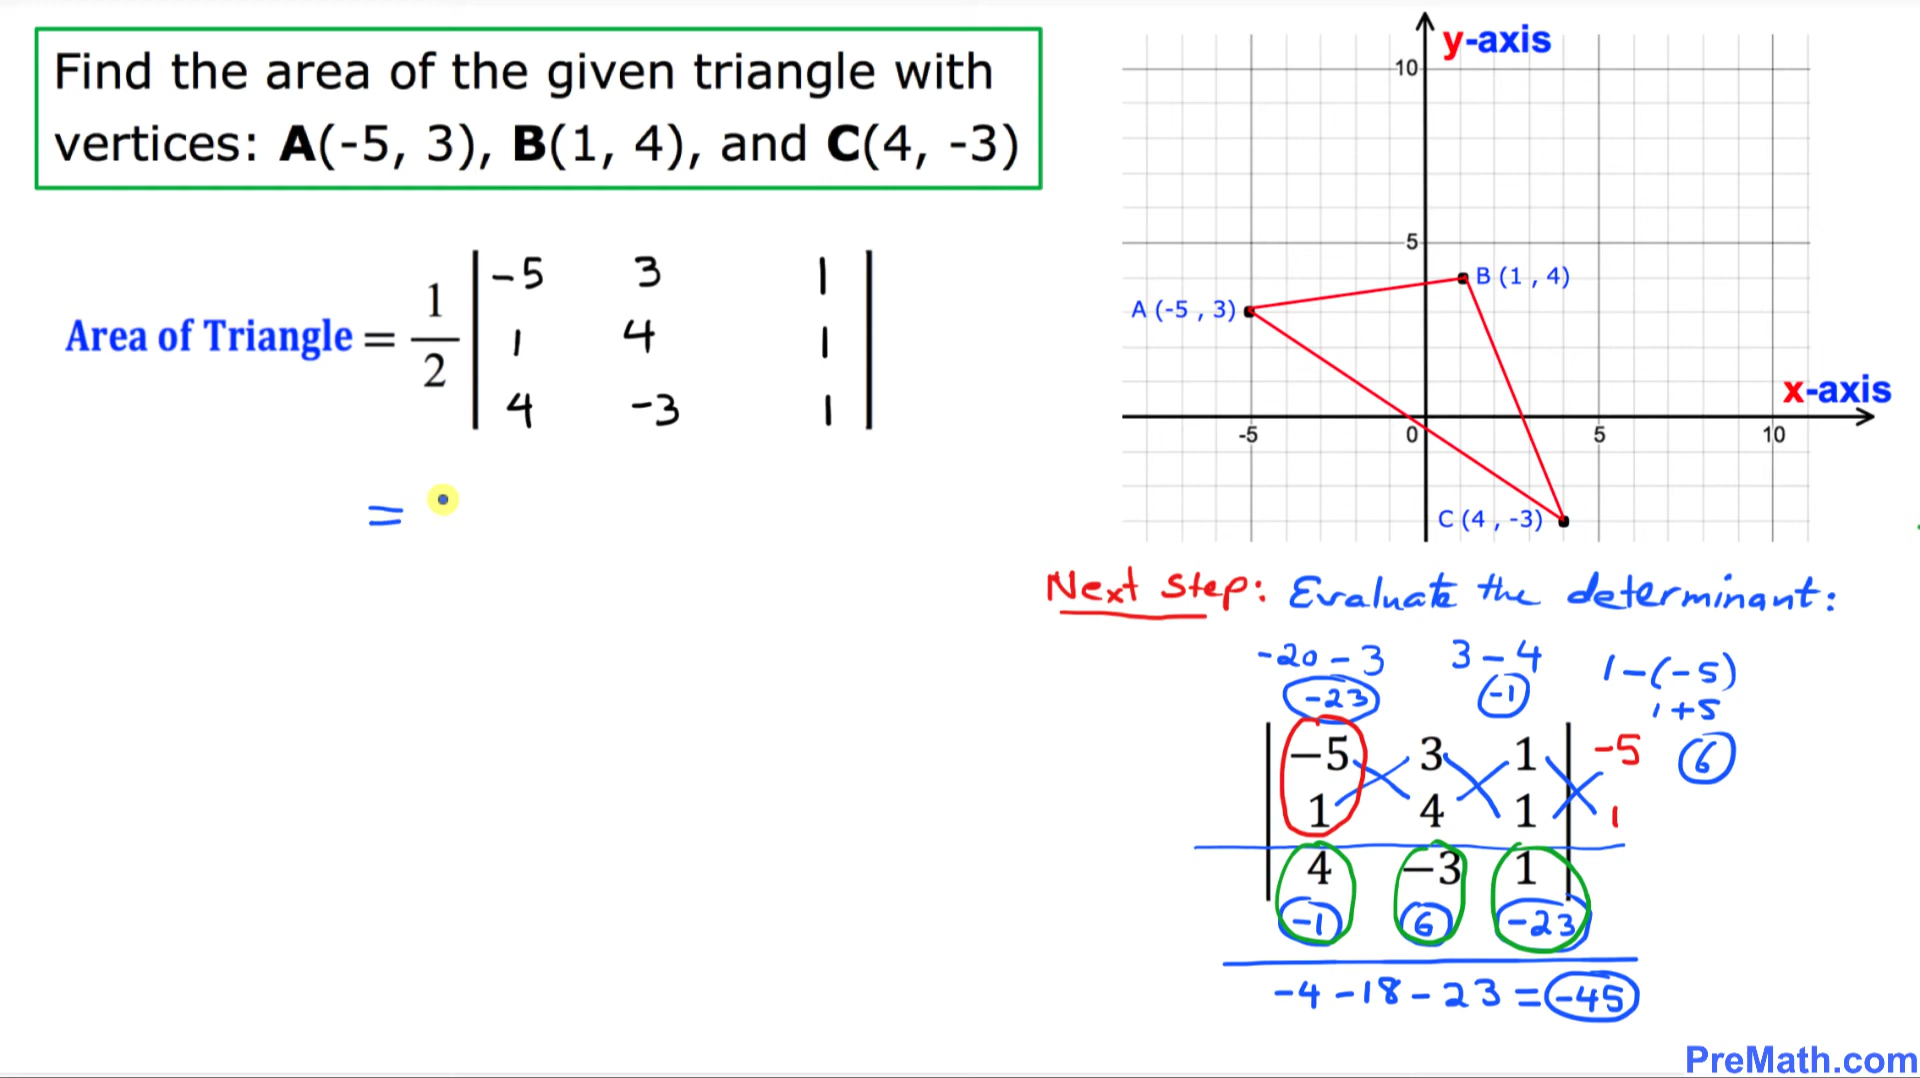 Find the area of the given triangle with
vertices: A(-5, 3), B(1, 4), and C(4, -3)
Area of Triangle = 1/2 | -5 3 1 |
| 1 4 1 |
| 4 -3 1 |
=
y-axis
10
5
B (1 , 4)
A (-5 , 3)
x-axis
-5 0 5 10
C (4 , -3)
Next Step: Evaluate the determinant:
-20 - 3 3 - 4 1 - (-5)
-23 -1 1 + 5
-5 3 1 -5 6
1 4 1 1
4 -3 1
-1 6 -23
-4 - 18 - 23 = -45
PreMath.com